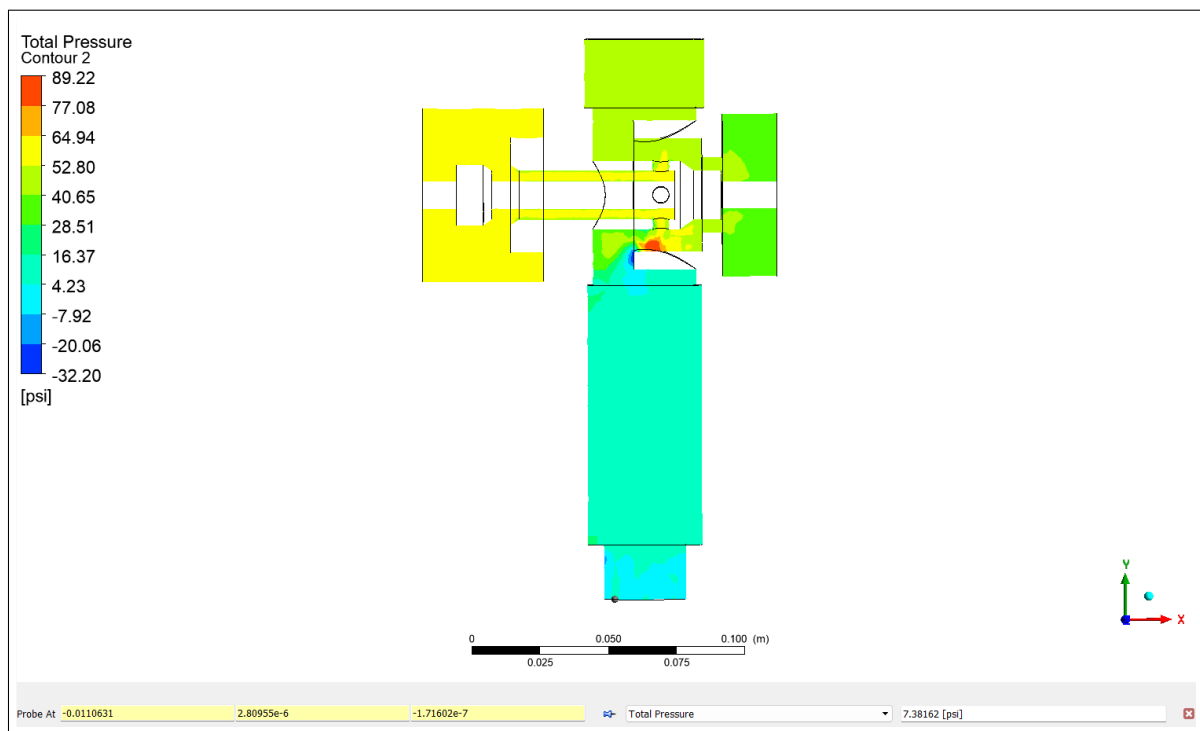 Total Pressure
Contour 2
89.22
77.08
64.94
52.80
40.65
28.51
16.37
4.23
-7.92
-20.06
-32.20
[psi]
Y
X
0 0.050 0.100 (m)
0.025 0.075
Probe At -0.0110631 2.80955e-6 -1.71602e-7 Total Pressure 7.38162 [psi]